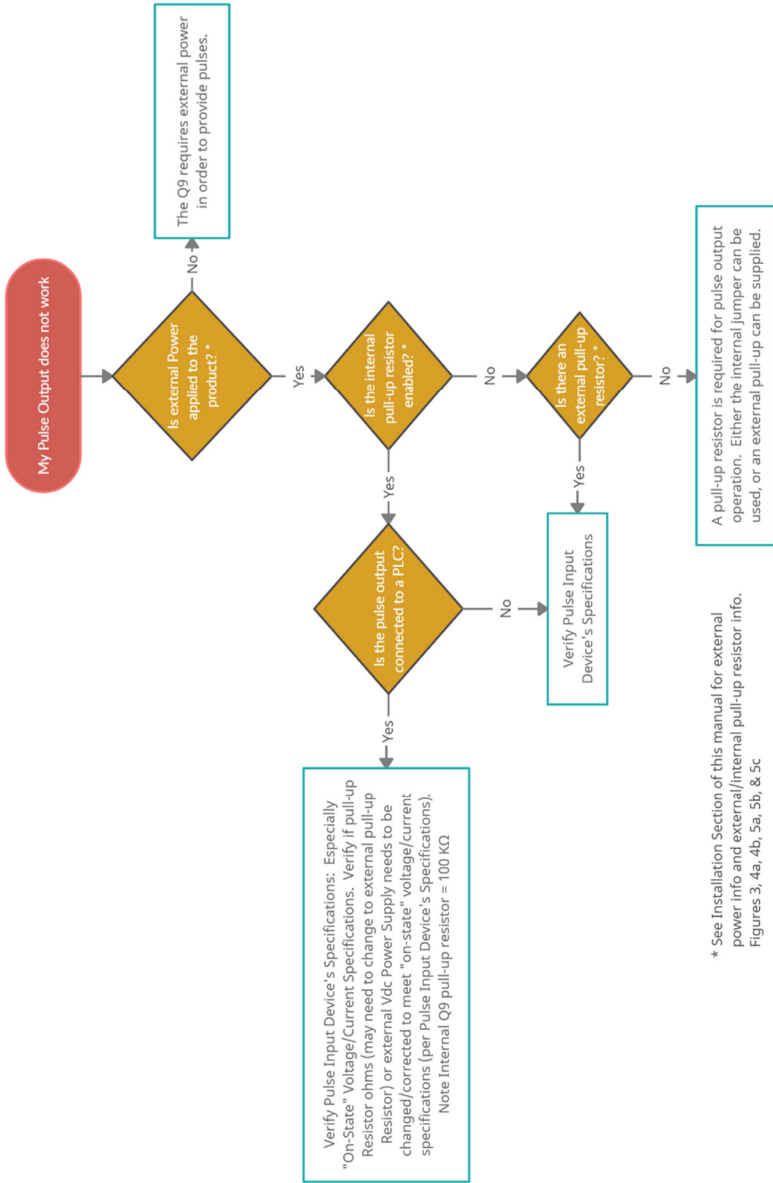 My Pulse Output does not work
Is external Power
applied to the
product? *
No
The Q9 requires external power
in order to provide pulses.
Yes
Is the internal
pull-up resistor
enabled? *
Yes
Is the pulse output
connected to a PLC?
Yes
Verify Pulse Input Device's Specifications: Especially
"On-State" Voltage/Current Specifications. Verify if pull-up
Resistor ohms (may need to change to external pull-up
Resistor) or external Vdc Power Supply needs to be
changed/corrected to meet "on-state" voltage/current
specifications (per Pulse Input Device's Specifications).
Note Internal Q9 pull-up resistor = 100 KΩ
No
Verify Pulse Input
Device's Specifications
No
Is there an
external pull-up
resistor? *
Yes
No
A pull-up resistor is required for pulse output
operation. Either the internal jumper can be
used, or an external pull-up can be supplied.
* See Installation Section of this manual for external
power info and external/internal pull-up resistor info.
Figures 3, 4a, 4b, 5a, 5b, & 5c